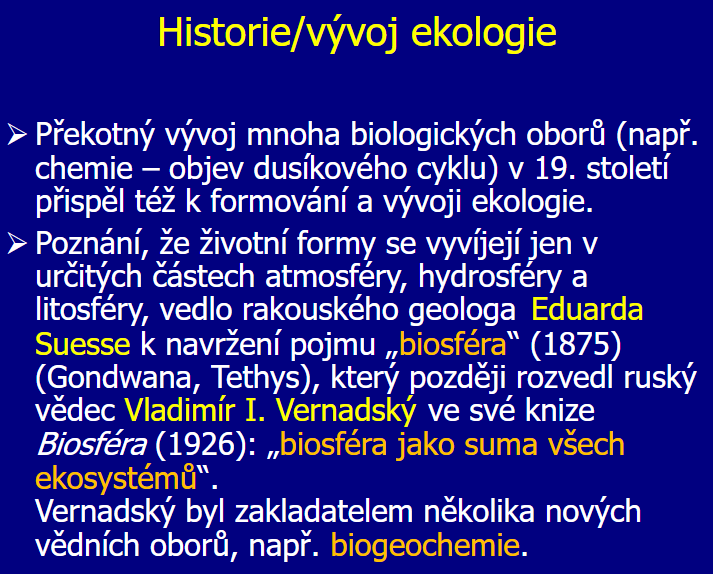 Historie/vývoj ekologie
➢ Překotný vývoj mnoha biologických oborů (např.
chemie – objev dusíkového cyklu) v 19. století
přispěl též k formování a vývoji ekologie.
➢ Poznání, že životní formy se vyvíjejí jen v
určitých částech atmosféry, hydrosféry a
litosféry, vedlo rakouského geologa Eduarda
Suesse k navržení pojmu „biosféra“ (1875)
(Gondwana, Tethys), který později rozvedl ruský
vědec Vladimír I. Vernadský ve své knize
Biosféra (1926): „biosféra jako suma všech
ekosystémů“.
Vernadský byl zakladatelem několika nových
vědních oborů, např. biogeochemie.